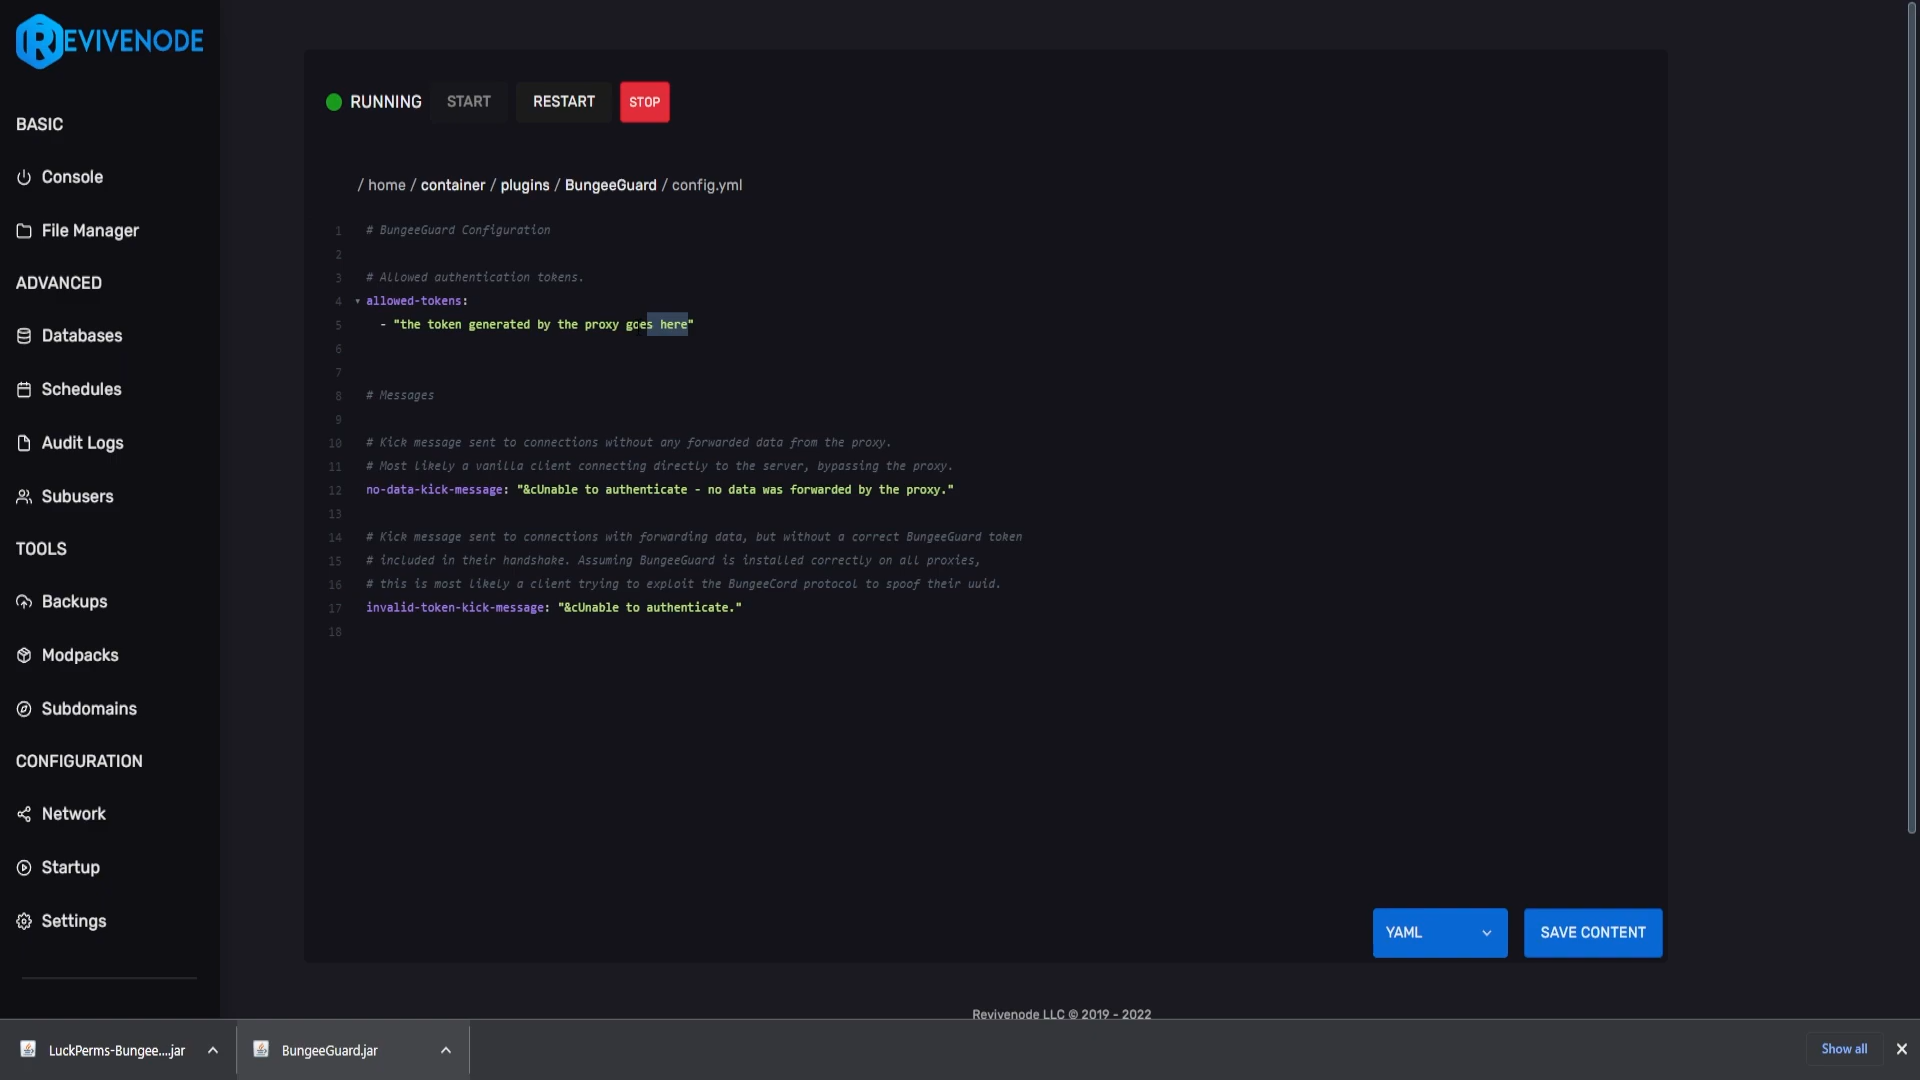 REVIVENODE
BASIC
Console
File Manager
ADVANCED
Databases
Schedules
Audit Logs
Subusers
TOOLS
Backups
Modpacks
Subdomains
CONFIGURATION
Network
Startup
Settings
RUNNING START RESTART STOP
/ home / container / plugins / BungeeGuard / config.yml
1 # BungeeGuard Configuration
2
3 # Allowed authentication tokens.
4 allowed-tokens:
5 - "the token generated by the proxy goes here"
6
7
8 # Messages
9
10 # Kick message sent to connections without any forwarded data from the proxy.
11 # Most likely a vanilla client connecting directly to the server, bypassing the proxy.
12 no-data-kick-message: "&cUnable to authenticate - no data was forwarded by the proxy."
13
14 # Kick message sent to connections with forwarding data, but without a correct BungeeGuard token
15 # included in their handshake. Assuming BungeeGuard is installed correctly on all proxies,
16 # this is most likely a client trying to exploit the BungeeCord protocol to spoof their uuid.
17 invalid-token-kick-message: "&cUnable to authenticate."
18
YAML SAVE CONTENT
Revivenode LLC © 2019 - 2022
LuckPerms-Bungee....jar BungeeGuard.jar Show all